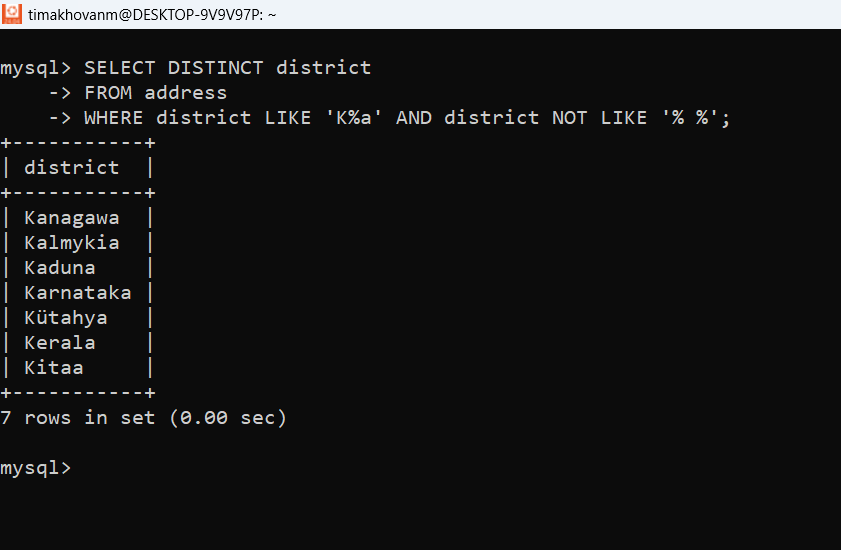 timakhovanm@DESKTOP-9V9V97P: ~
mysql> SELECT DISTINCT district
    -> FROM address
    -> WHERE district LIKE 'K%a' AND district NOT LIKE '% %';
+-----------+
| district  |
+-----------+
| Kanagawa  |
| Kalmykia  |
| Kaduna    |
| Karnataka |
| Kütahya   |
| Kerala    |
| Kitaa     |
+-----------+
7 rows in set (0.00 sec)
mysql>